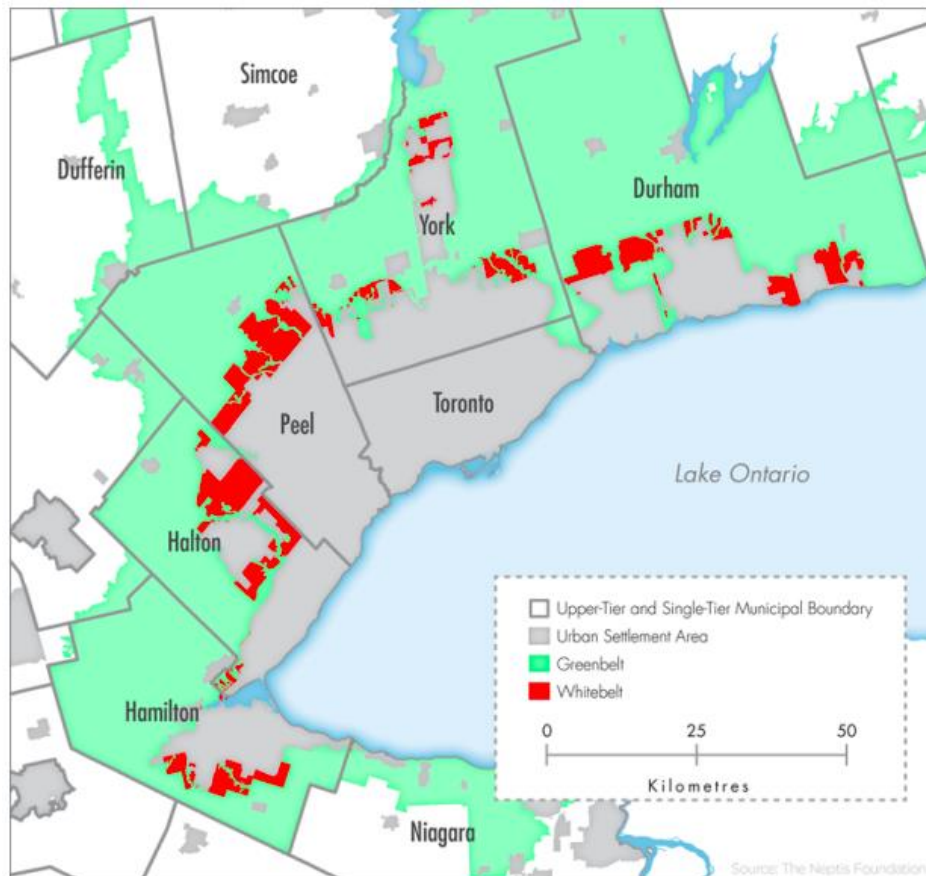 Simcoe
Dufferin
Durham
York
Peel
Toronto
Lake Ontario
Halton
Hamilton
Niagara
Upper-Tier and Single-Tier Municipal Boundary
Urban Settlement Area
Greenbelt
Whitebelt
0 25 50
Kilometres
Source: The Neptis Foundation